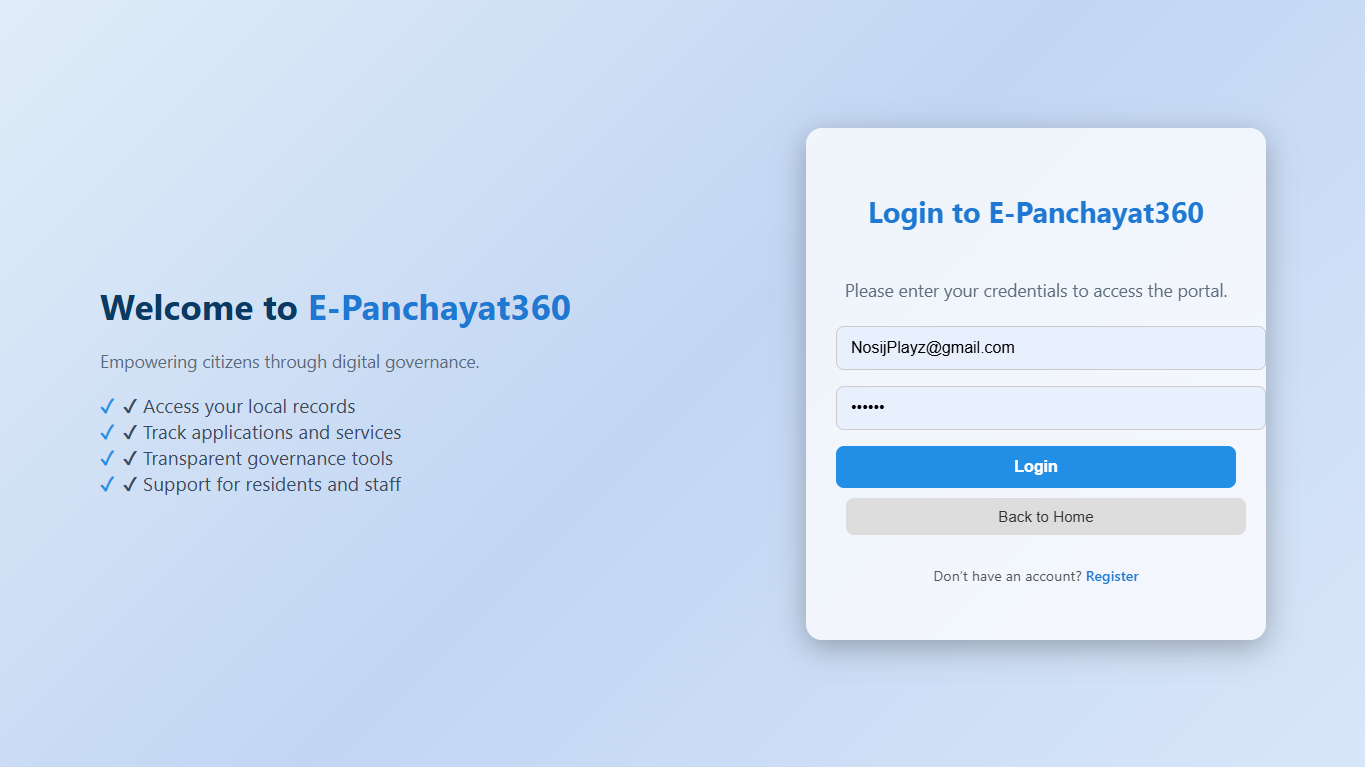 Welcome to E-Panchayat360
Empowering citizens through digital governance.
✓ ✓ Access your local records
✓ ✓ Track applications and services
✓ ✓ Transparent governance tools
✓ ✓ Support for residents and staff
Login to E-Panchayat360
Please enter your credentials to access the portal.
NosijPlayz@gmail.com
••••••
Login
Back to Home
Don't have an account? Register